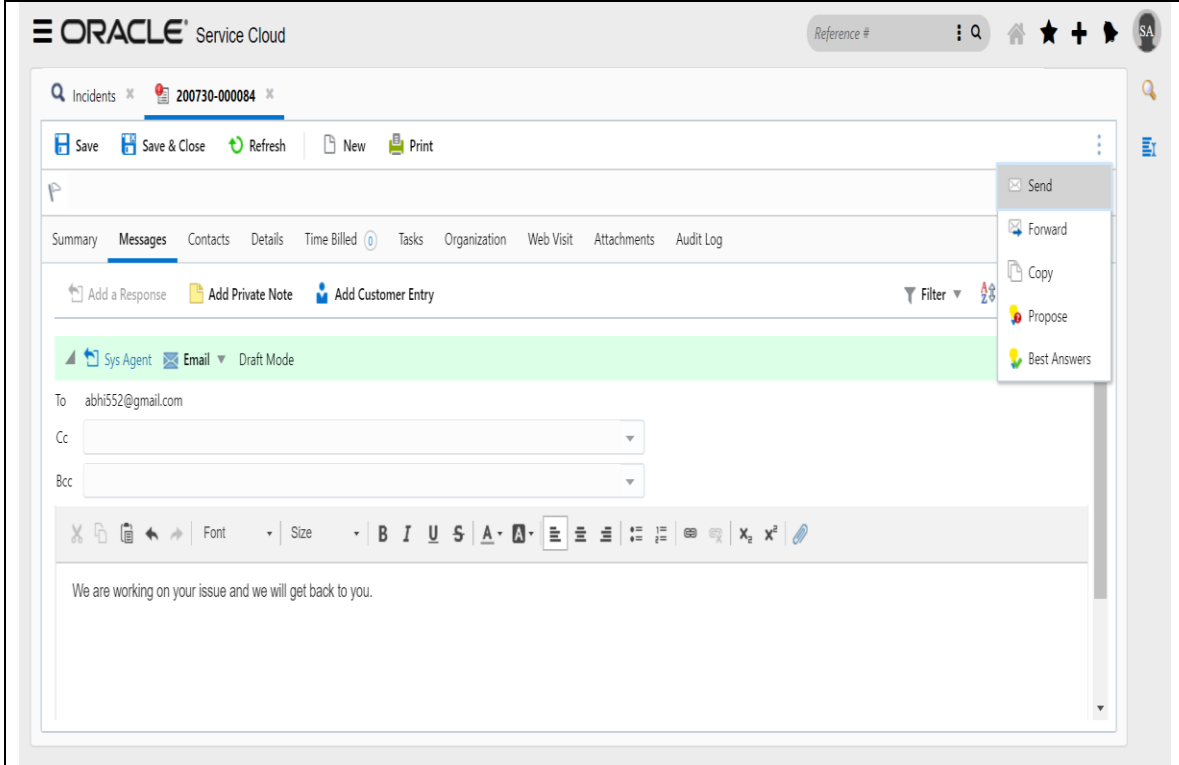 ORACLE Service Cloud Reference # SA
Incidents 200730-000084
Save Save & Close Refresh New Print
Send
Forward
Copy
Propose
Best Answers
Summary Messages Contacts Details Time Billed 0 Tasks Organization Web Visit Attachments Audit Log
Add a Response Add Private Note Add Customer Entry Filter
Sys Agent Email Draft Mode
To abhi552@gmail.com
Cc
Bcc
Font Size B I U S A A x₂ x²
We are working on your issue and we will get back to you.